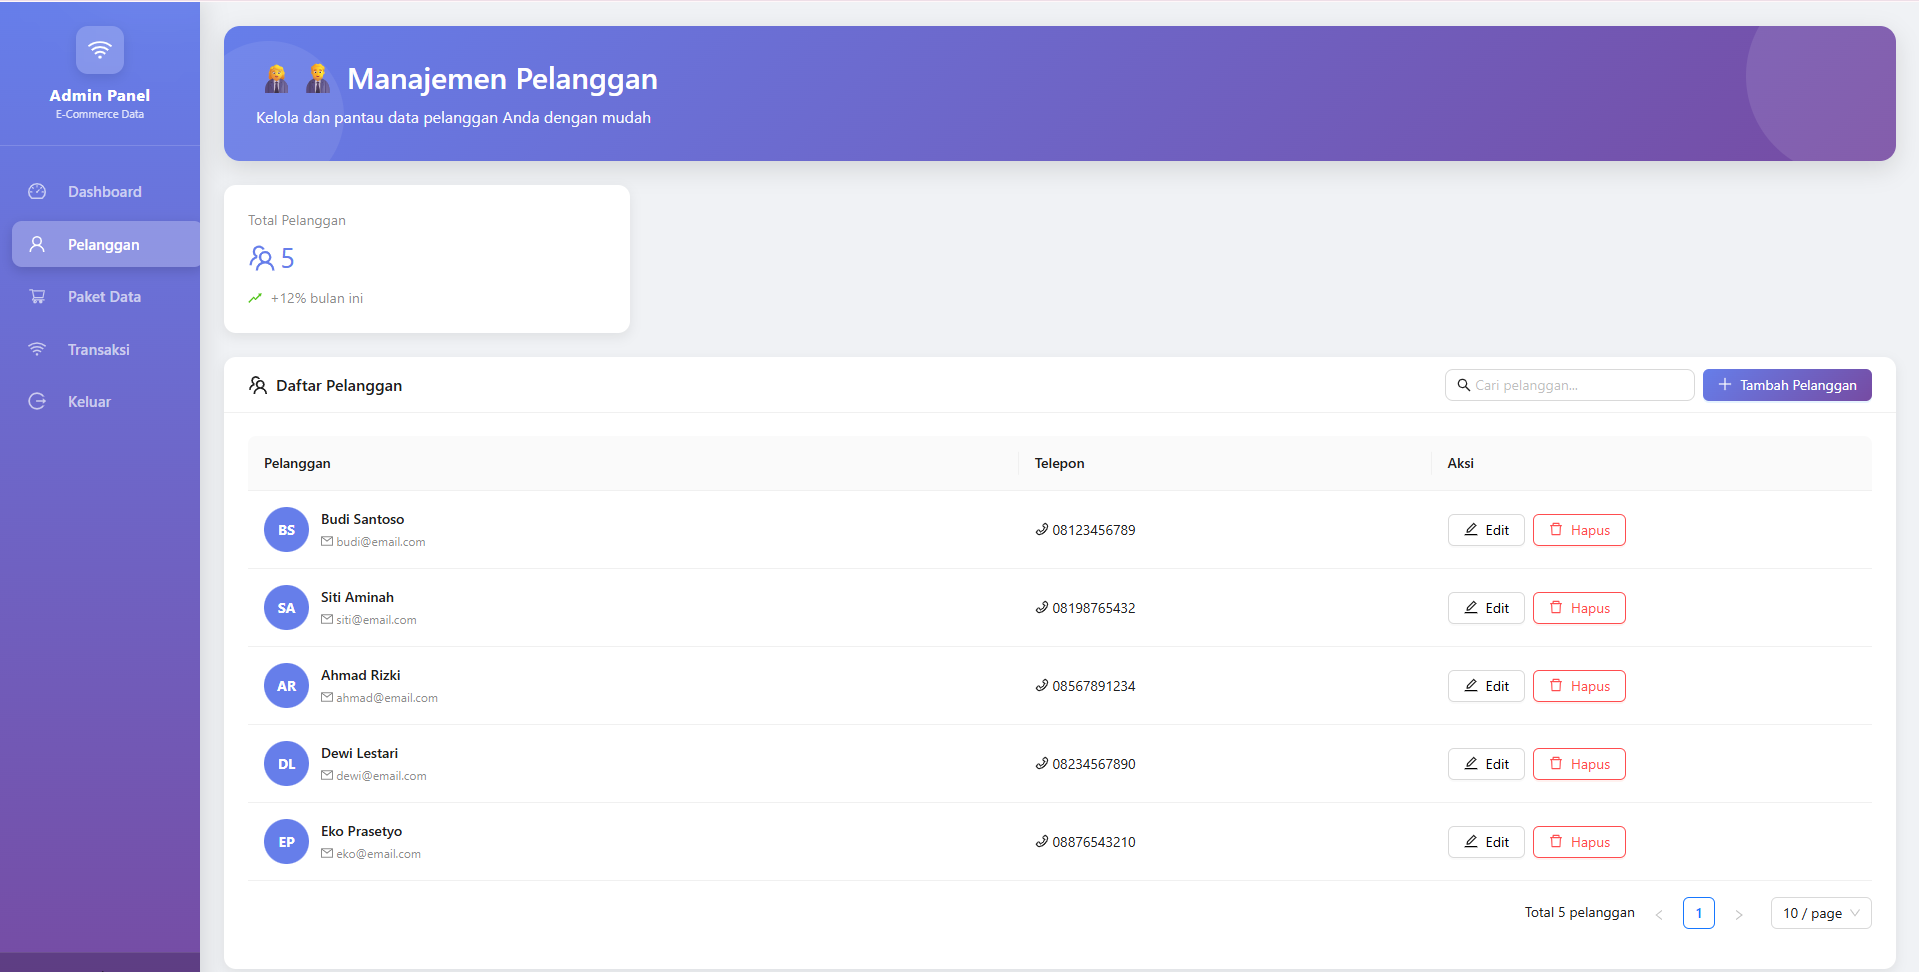 Admin Panel
E-Commerce Data
Dashboard
Pelanggan
Paket Data
Transaksi
Keluar
Manajemen Pelanggan
Kelola dan pantau data pelanggan Anda dengan mudah
Total Pelanggan
5
+12% bulan ini
Daftar Pelanggan
Cari pelanggan...
Tambah Pelanggan
Pelanggan Telepon Aksi
BS Budi Santoso
budi@email.com
08123456789
Edit Hapus
SA Siti Aminah
siti@email.com
08198765432
Edit Hapus
AR Ahmad Rizki
ahmad@email.com
08567891234
Edit Hapus
DL Dewi Lestari
dewi@email.com
08234567890
Edit Hapus
EP Eko Prasetyo
eko@email.com
08876543210
Edit Hapus
Total 5 pelanggan < 1 > 10 / page